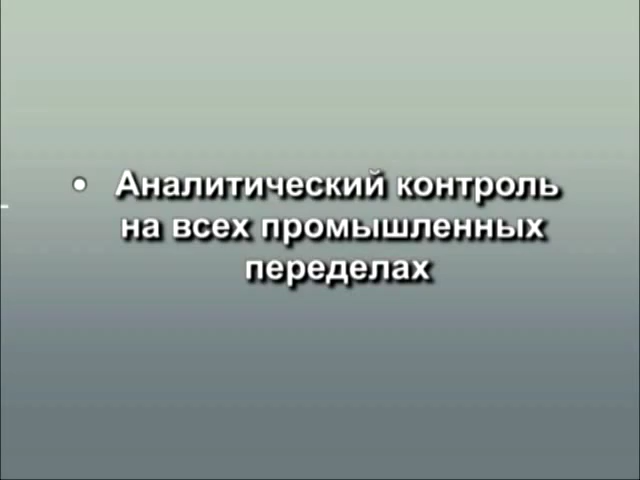 • Аналитический контроль
на всех промышленных
переделах